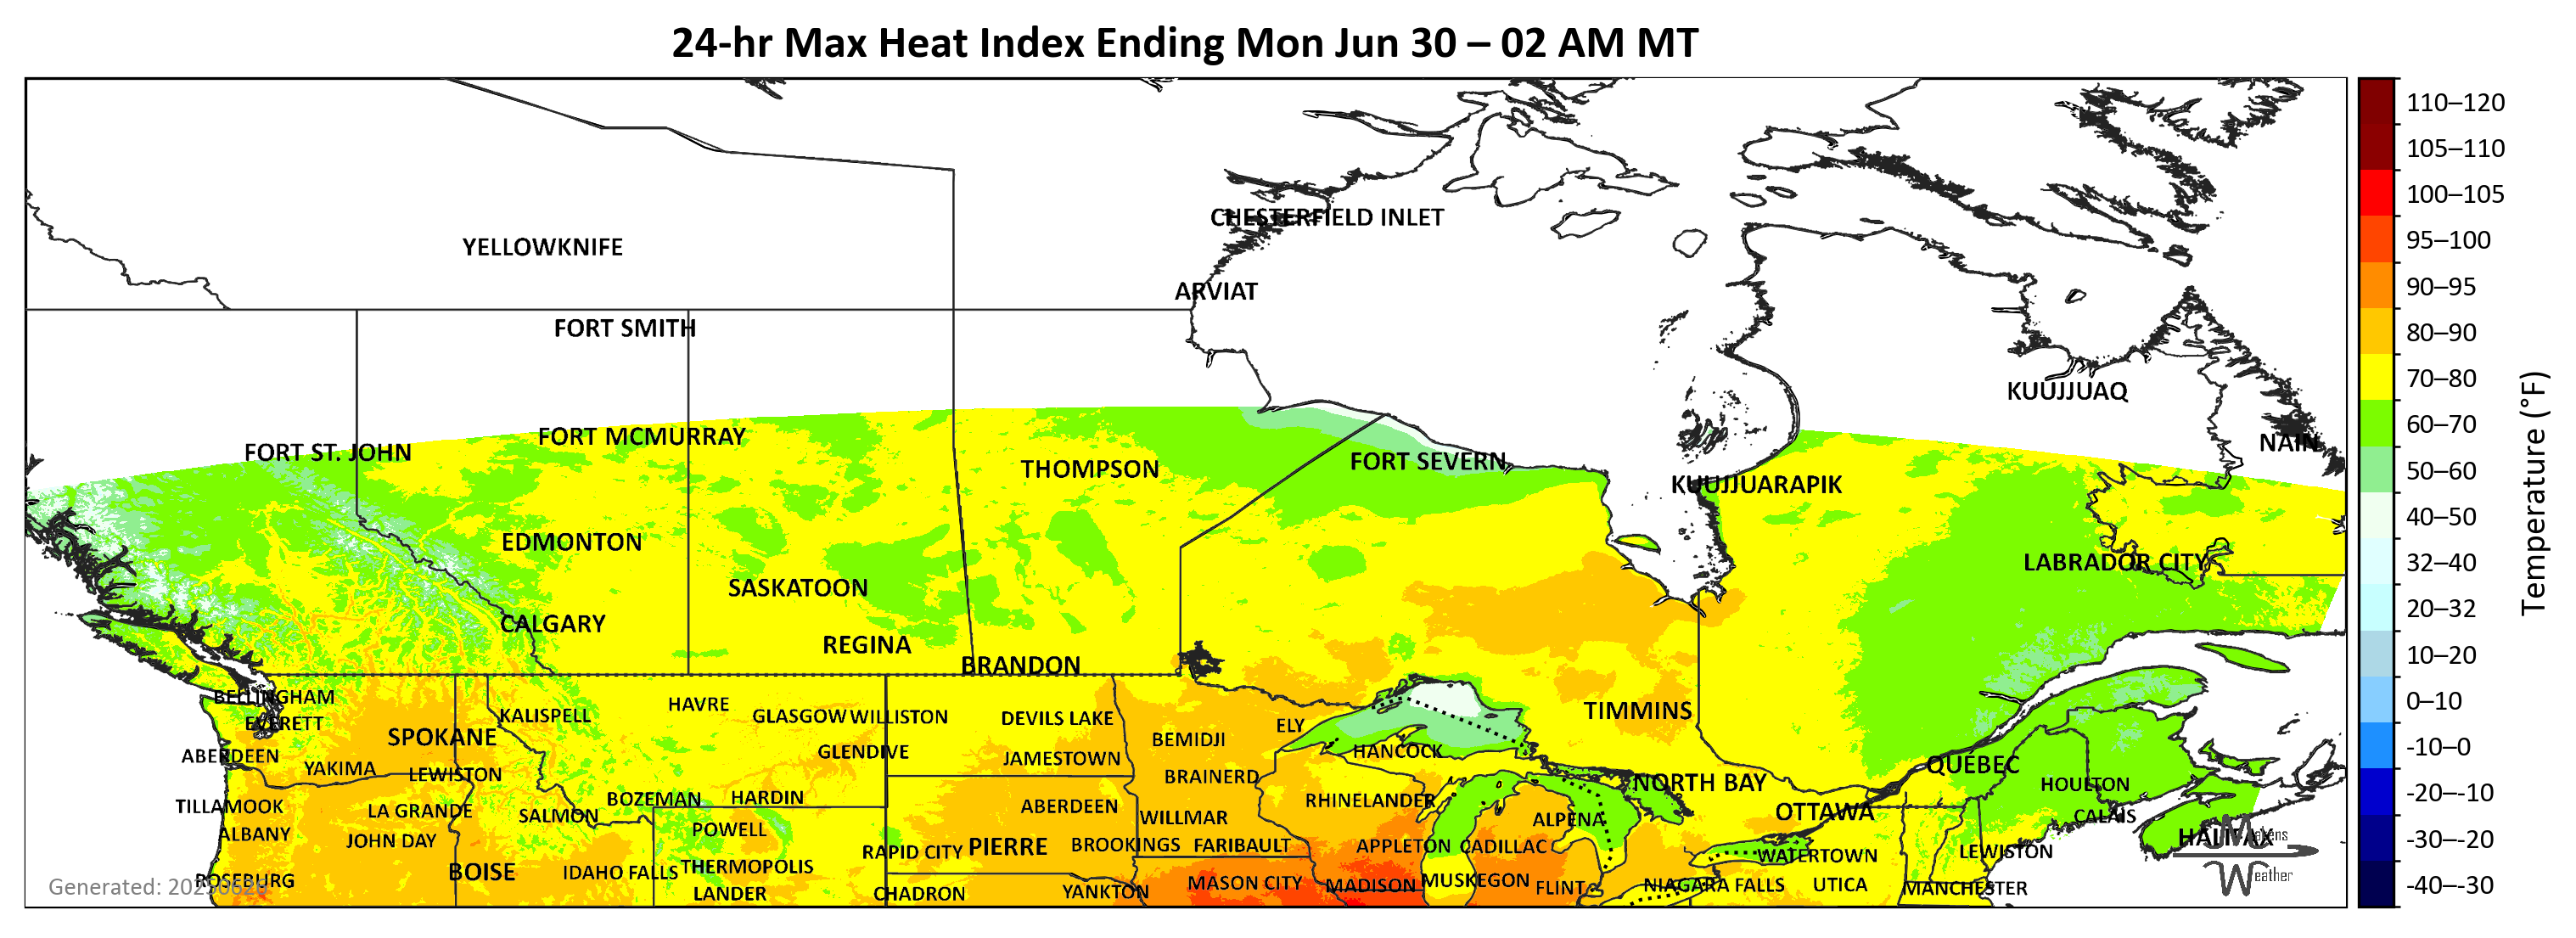 24-hr Max Heat Index Ending Mon Jun 30 – 02 AM MT
110–120
105–110
CHESTERFIELD INLET
100–105
YELLOWKNIFE
95–100
ARVIAT
90–95
FORT SMITH
80–90
KUUJJUAQ
70–80
FORT MCMURRAY
60–70
NAIN
FORT ST. JOHN
THOMPSON
FORT SEVERN
50–60
KUUJJUARAPIK
40–50
EDMONTON
LABRADOR CITY
32–40
SASKATOON
20–32
CALGARY
REGINA
BRANDON
10–20
Temperature (°F)
BELLINGHAM
HAVRE
0–10
KALISPELL
GLASGOW
WILLISTON
DEVILS LAKE
TIMMINS
EVERETT
SPOKANE
BEMIDJI
ELY
-10–0
ABERDEEN
GLENDIVE
JAMESTOWN
HANCOCK
YAKIMA
LEWISTON
BRAINERD
NORTH BAY
QUEBEC
HOULTON
-20–-10
TILLAMOOK
LA GRANDE
SALMON
BOZEMAN
HARDIN
ABERDEEN
WILLMAR
RHINELANDER
ALPENA
OTTAWA
CALAIS
ALBANY
JOHN DAY
POWELL
PIERRE
BROOKINGS
FARIBAULT
APPLETON
CADILLAC
HALIFAX
-30–-20
RAPID CITY
WATERTOWN
LEWISTON
BOISE
IDAHO FALLS
THERMOPOLIS
ROSEBURG
LANDER
CHADRON
YANKTON
MASON CITY
MADISON
MUSKEGON
FLINT
NIAGARA FALLS
UTICA
MANCHESTER
Weather
-40–-30
Generated: